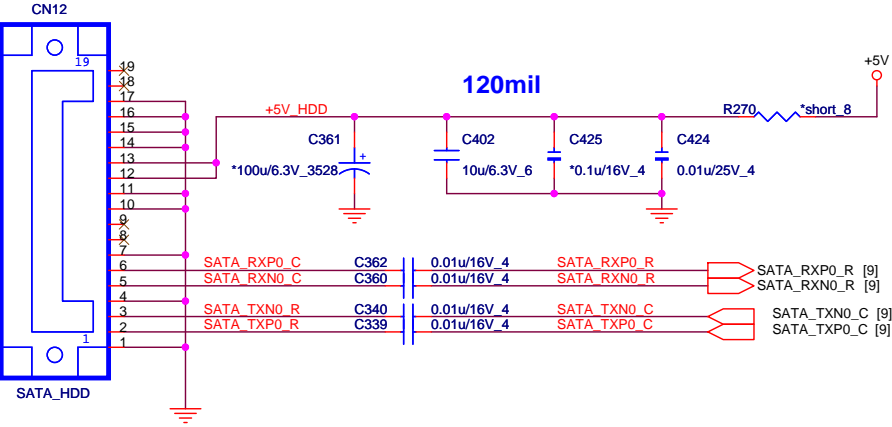 CN12
19
19
18
17
16
15
14
13
12
11
10
9
8
7
6
5
4
3
2
1
1
SATA_HDD
120mil
+5V
+5V_HDD
R270
*short_8
C361
*100u/6.3V_3528
+
C402
10u/6.3V_6
C425
*0.1u/16V_4
C424
0.01u/25V_4
SATA_RXP0_C C362 0.01u/16V_4 SATA_RXP0_R SATA_RXP0_R [9]
SATA_RXN0_C C360 0.01u/16V_4 SATA_RXN0_R SATA_RXN0_R [9]
SATA_TXN0_R C340 0.01u/16V_4 SATA_TXN0_C SATA_TXN0_C [9]
SATA_TXP0_R C339 0.01u/16V_4 SATA_TXP0_C SATA_TXP0_C [9]